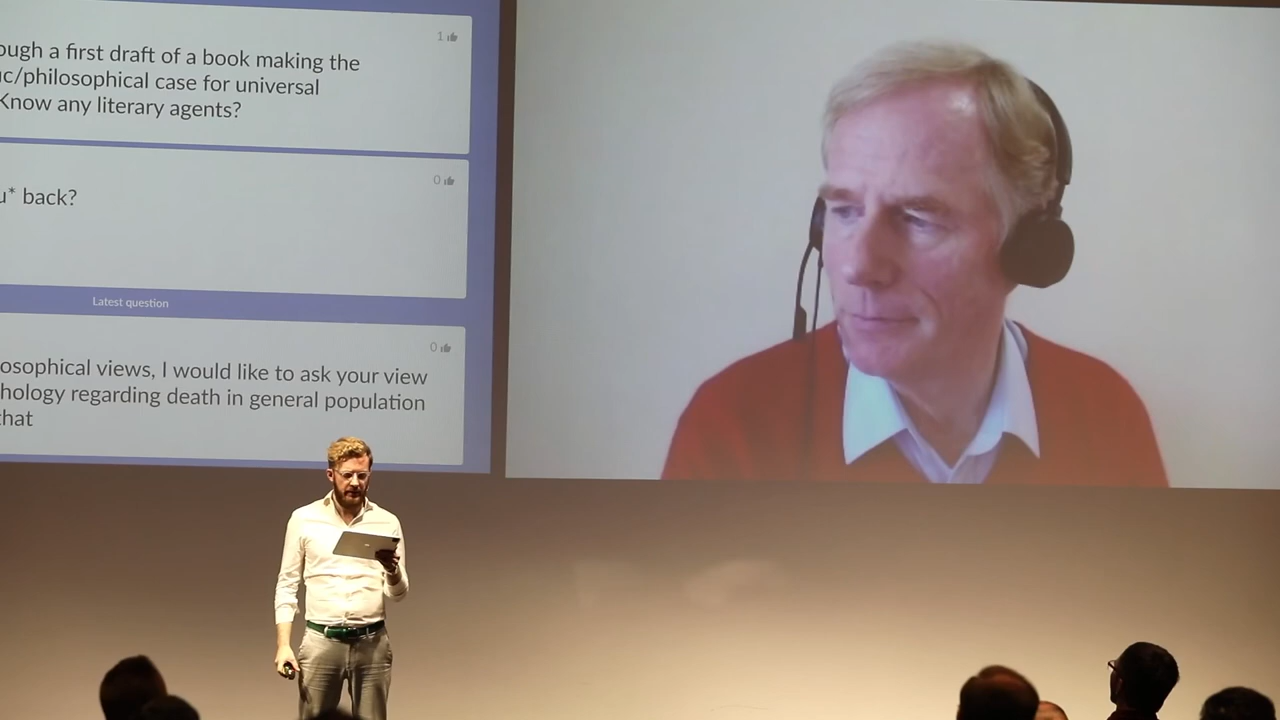 1
ough a first draft of a book making the
ic/philosophical case for universal
Know any literary agents?
0
u* back?
Latest question
0
osophical views, I would like to ask your view
hology regarding death in general population
that